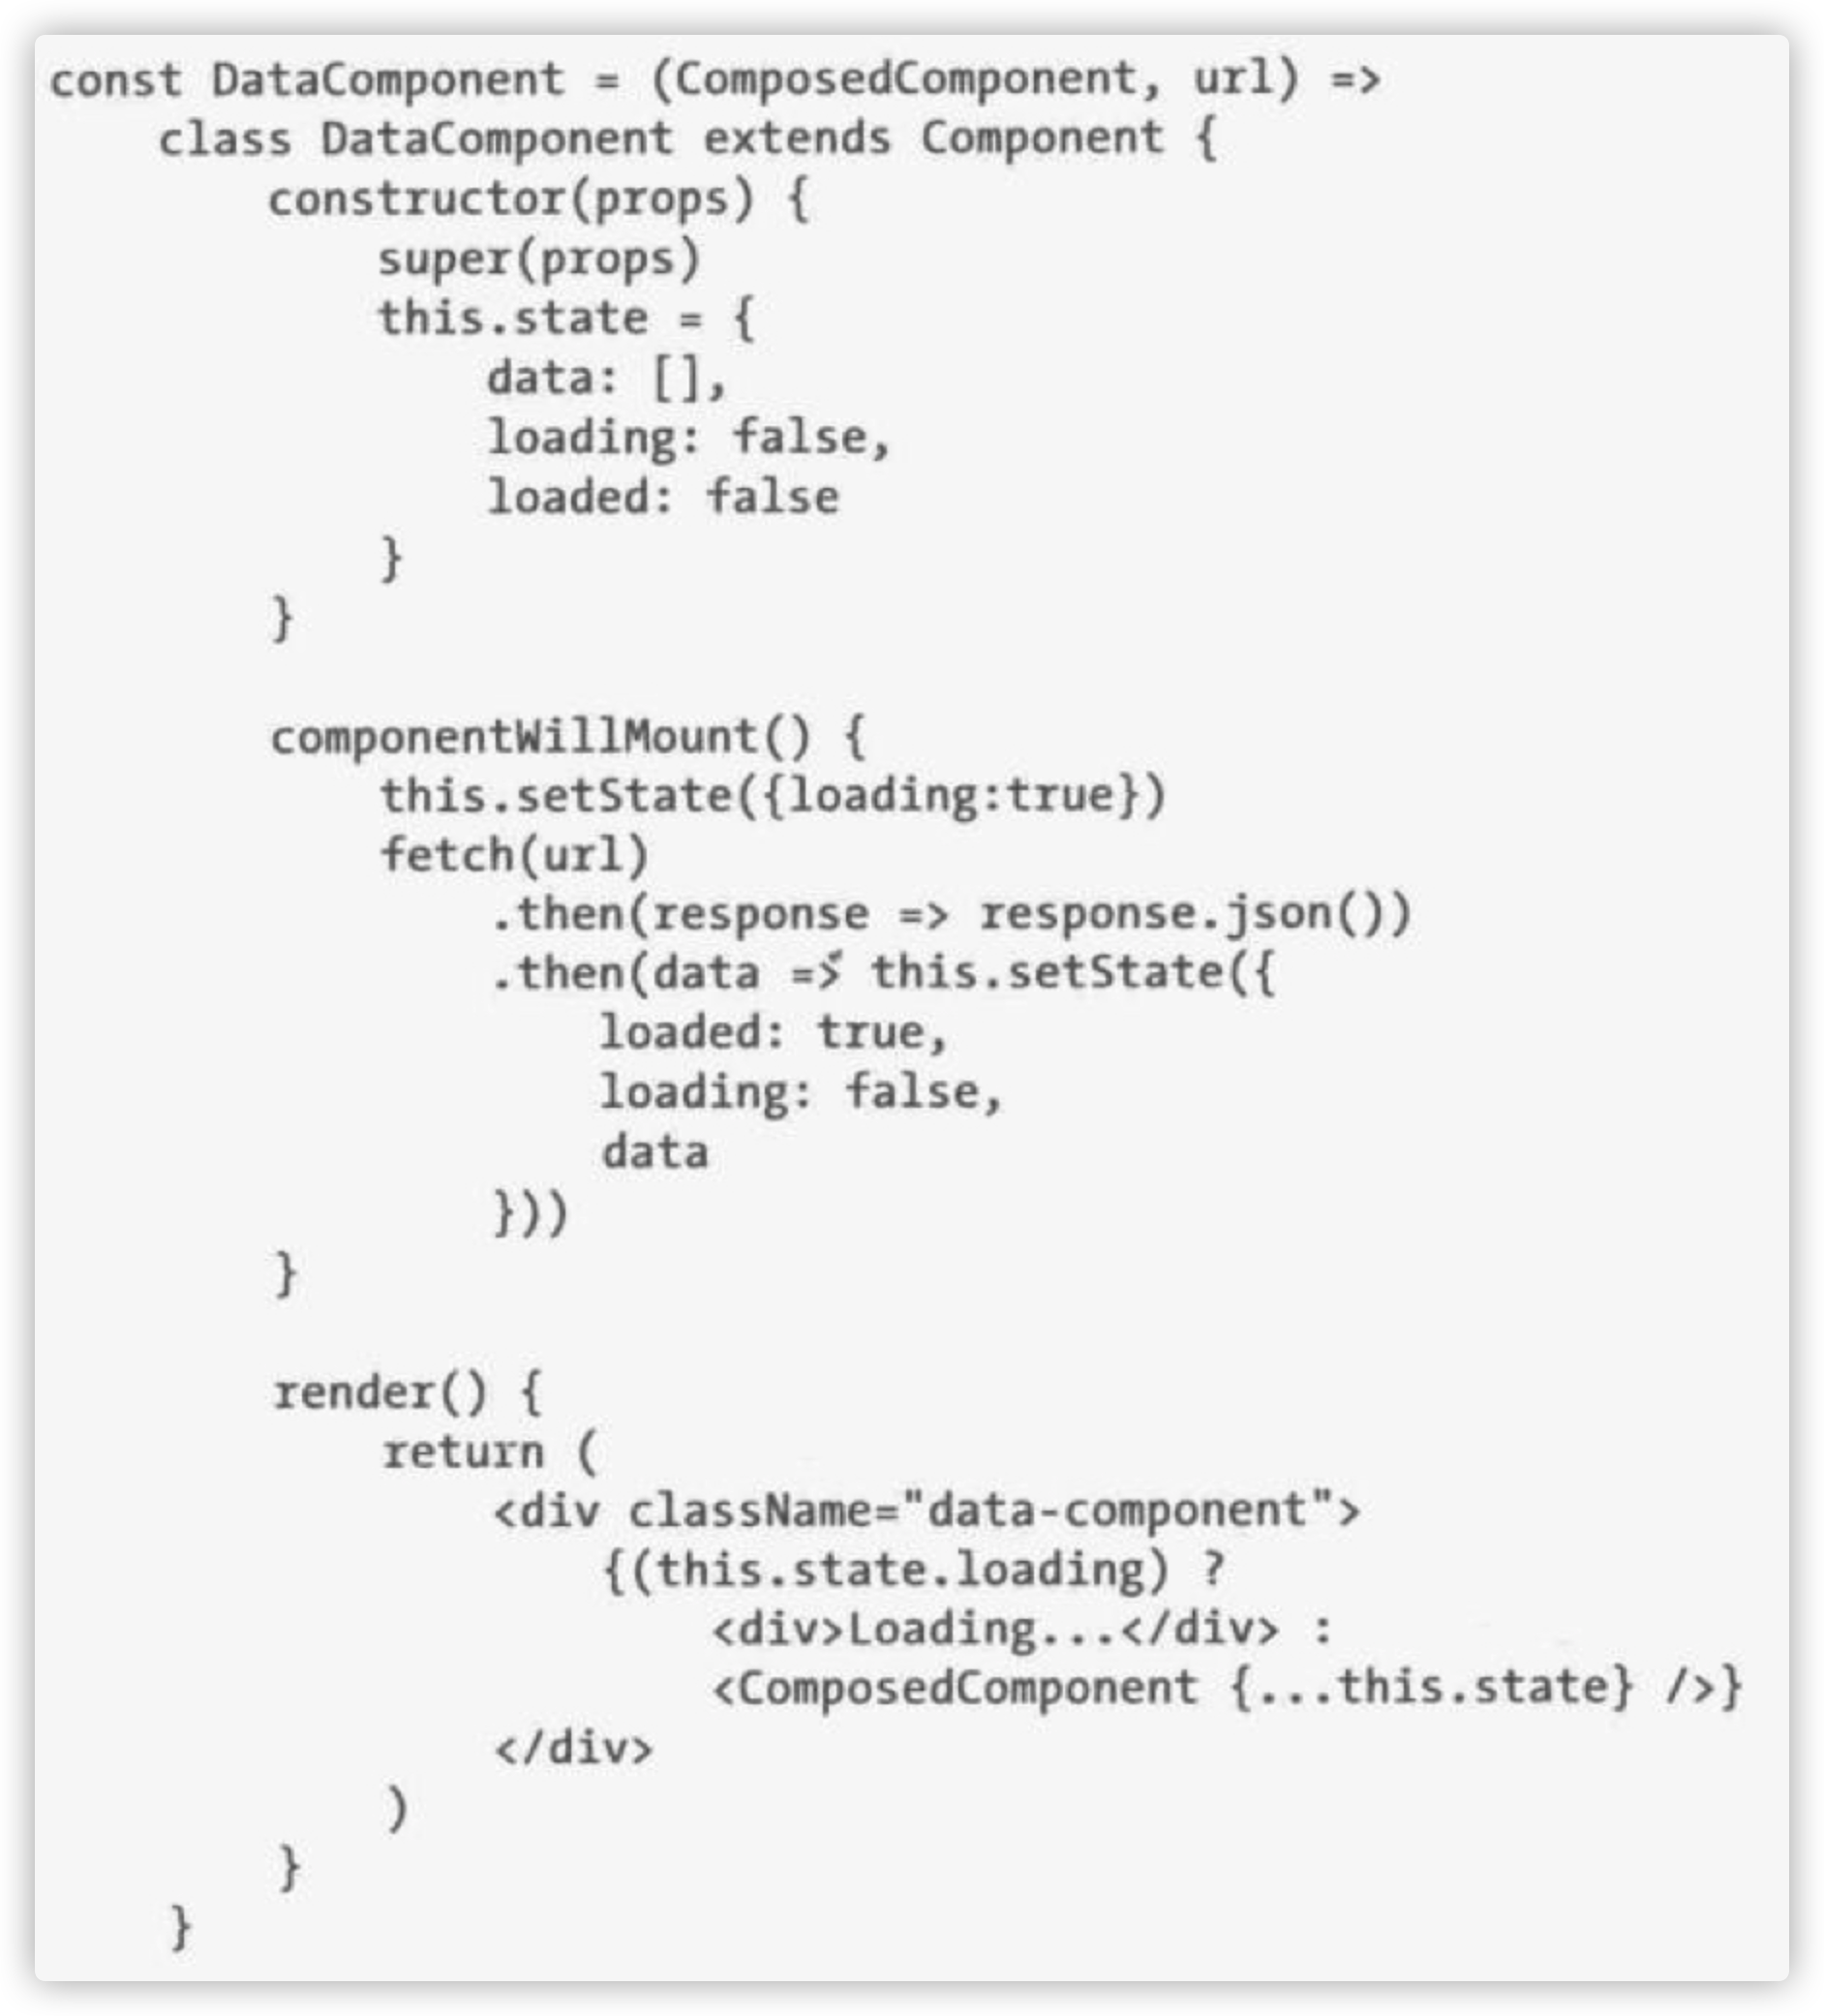 const DataComponent = (ComposedComponent, url) =>
    class DataComponent extends Component {
        constructor(props) {
            super(props)
            this.state = {
                data: [],
                loading: false,
                loaded: false
            }
        }

        componentWillMount() {
            this.setState({loading:true})
            fetch(url)
                .then(response => response.json())
                .then(data => this.setState({
                    loaded: true,
                    loading: false,
                    data
                }))
        }

        render() {
            return (
                <div className="data-component">
                    {(this.state.loading) ?
                        <div>Loading...</div> :
                        <ComposedComponent {...this.state} />}
                </div>
            )
        }
    }